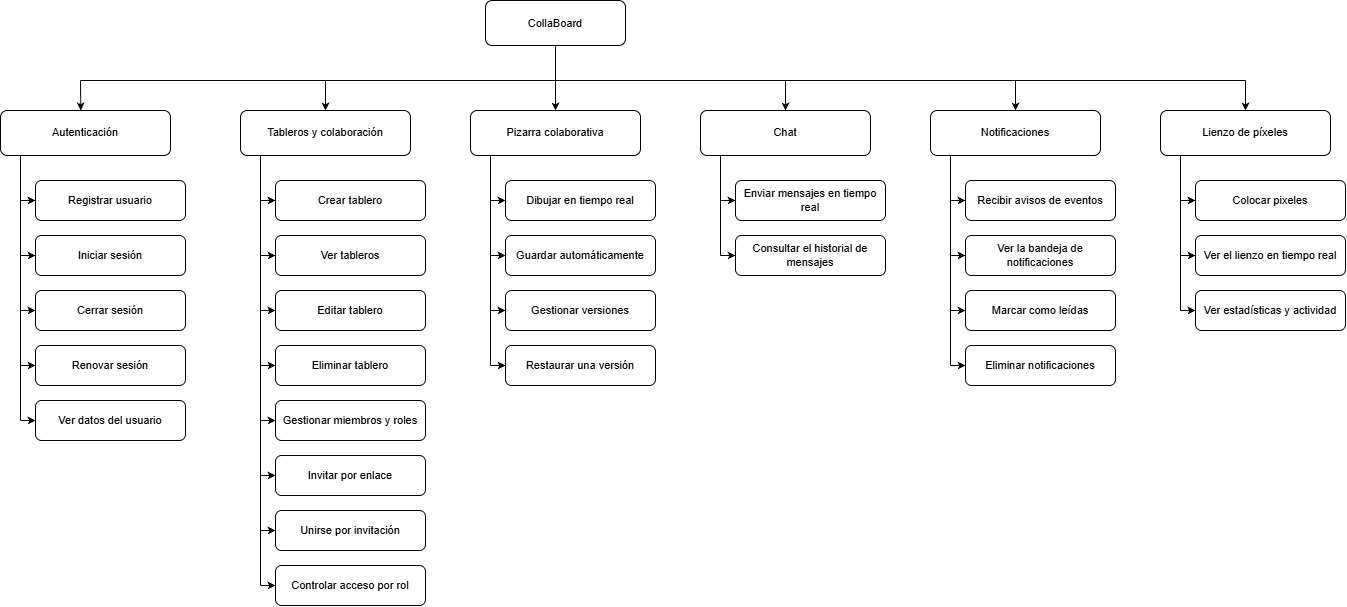 CollaBoard
Autenticación
Tableros y colaboración
Pizarra colaborativa
Chat
Notificaciones
Lienzo de píxeles
Registrar usuario
Iniciar sesión
Cerrar sesión
Renovar sesión
Ver datos del usuario
Crear tablero
Ver tableros
Editar tablero
Eliminar tablero
Gestionar miembros y roles
Invitar por enlace
Unirse por invitación
Controlar acceso por rol
Dibujar en tiempo real
Guardar automáticamente
Gestionar versiones
Restaurar una versión
Enviar mensajes en tiempo
real
Consultar el historial de
mensajes
Recibir avisos de eventos
Ver la bandeja de
notificaciones
Marcar como leídas
Eliminar notificaciones
Colocar pixeles
Ver el lienzo en tiempo real
Ver estadísticas y actividad